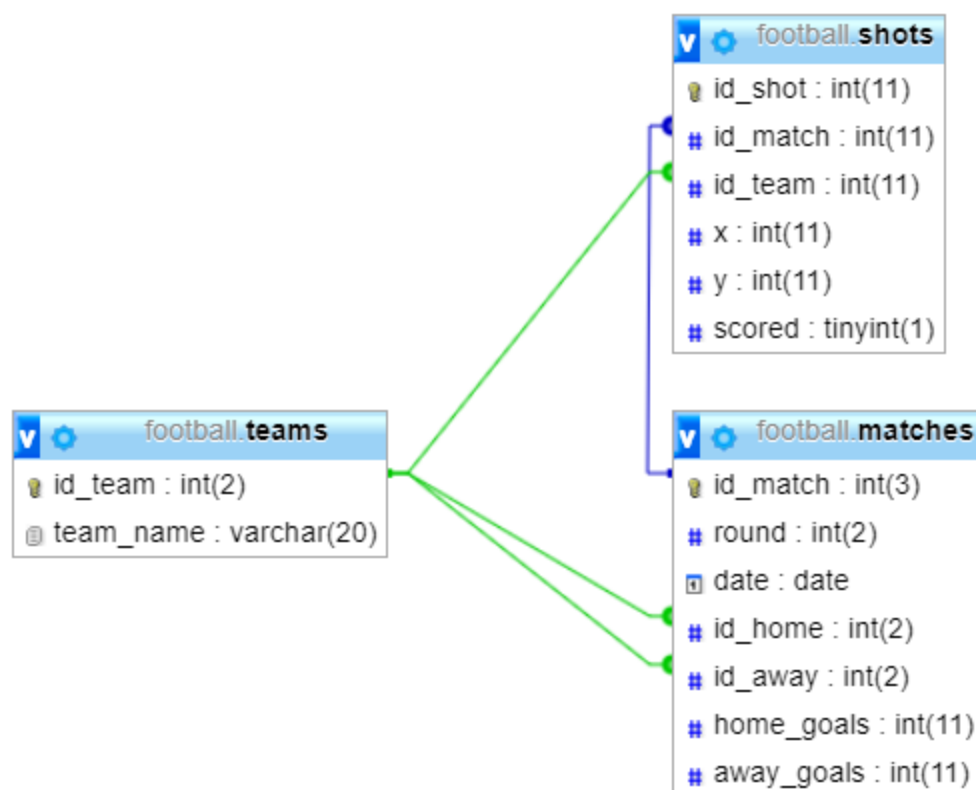 v football.shots
id_shot : int(11)
# id_match : int(11)
# id_team : int(11)
# x : int(11)
# y : int(11)
# scored : tinyint(1)
v football.teams
id_team : int(2)
team_name : varchar(20)
v football.matches
id_match : int(3)
# round : int(2)
date : date
# id_home : int(2)
# id_away : int(2)
# home_goals : int(11)
# away_goals : int(11)